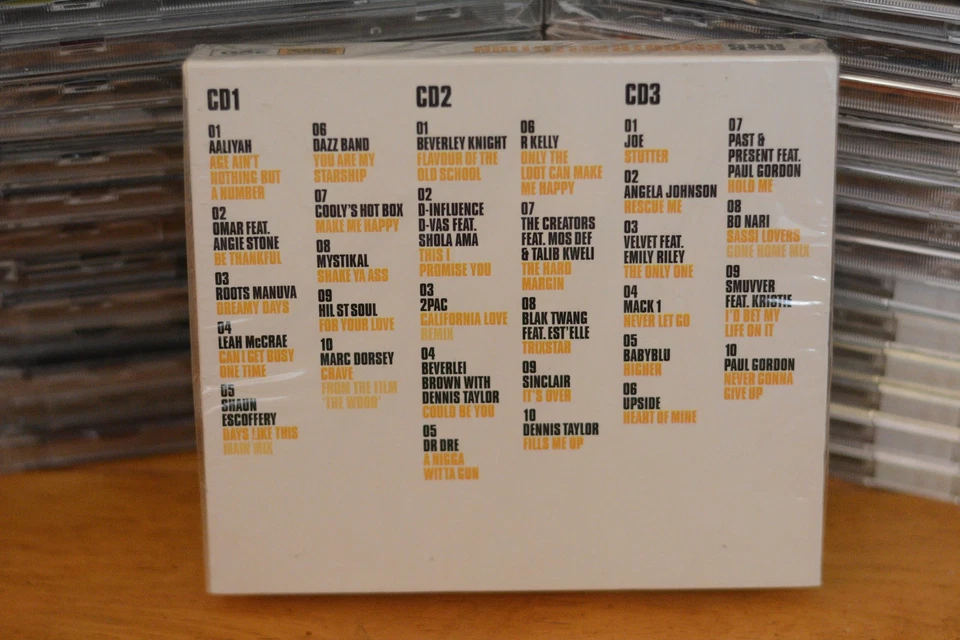 CD1
01
AALIYAH
AGE AIN'T
NOTHING BUT
A NUMBER
02
OMAR FEAT.
ANGIE STONE
BE THANKFUL
03
ROOTS MANUVA
DREAMY DAYS
04
LEAH McCRAE
CAN I GET BUSY
ONE TIME
05
SHAUN
ESCOFFERY
DAYS LIKE THIS
MAIN MIX
06
DAZZ BAND
YOU ARE MY
STARSHIP
07
COOLY'S HOT BOX
MAKE ME HAPPY
08
MYSTIKAL
SHAKE YA ASS
09
HIL ST SOUL
FOR YOUR LOVE
10
MARC DORSEY
CRAVE
FROM THE FILM
'THE WOOD'
CD2
01
BEVERLEY KNIGHT
FLAVOUR OF THE
OLD SCHOOL
02
D-INFLUENCE
D-VAS FEAT.
SHOLA AMA
THIS I
PROMISE YOU
03
2PAC
CALIFORNIA LOVE
REMIX
04
BEVERLEI
BROWN WITH
DENNIS TAYLOR
COULD BE YOU
05
DR DRE
A NIGGA
WITTA GUN
06
R KELLY
ONLY THE
LOOT CAN MAKE
ME HAPPY
07
THE CREATORS
FEAT. MOS DEF
& TALIB KWELI
THE HARD
MARGIN
08
BLAK TWANG
FEAT. EST'ELLE
TRIXSTAR
09
SINCLAIR
IT'S OVER
10
DENNIS TAYLOR
FILLS ME UP
CD3
01
JOE
STUTTER
02
ANGELA JOHNSON
RESCUE ME
03
VELVET FEAT.
EMILY RILEY
THE ONLY ONE
04
MACK 1
NEVER LET GO
05
BABYBLU
HIGHER
06
UPSIDE
HEART OF MINE
07
PAST &
PRESENT FEAT.
PAUL GORDON
HOLD ME
08
BO NARI
SASSI LOVERS
COME HOME MIX
09
SMUVVER
FEAT. KRISTIE
I'D BET MY
LIFE ON IT
10
PAUL GORDON
NEVER GONNA
GIVE UP